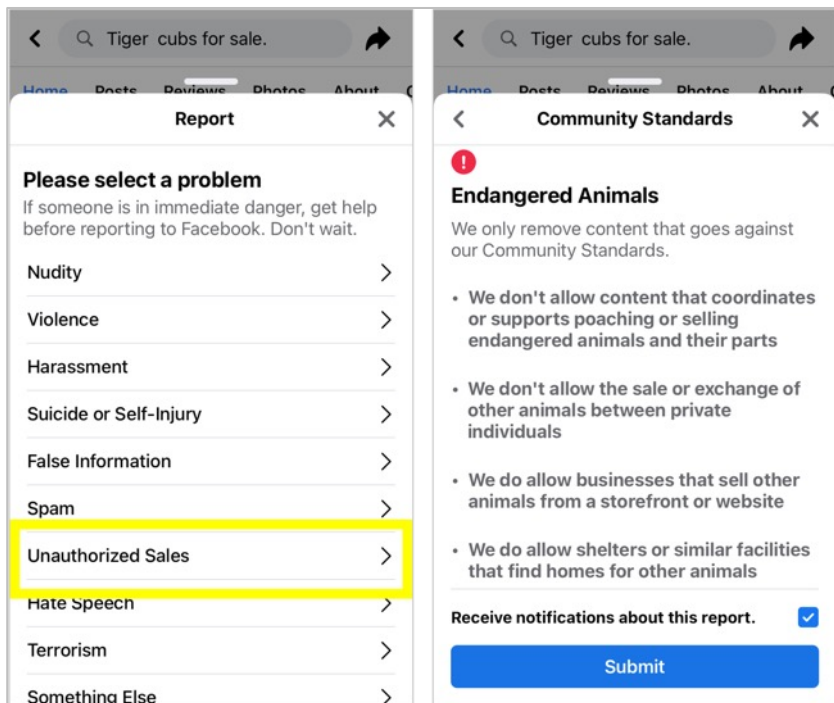 Tiger cubs for sale.
Home Posts Reviews Photos About
Report
Please select a problem
If someone is in immediate danger, get help
before reporting to Facebook. Don't wait.
Nudity
Violence
Harassment
Suicide or Self-Injury
False Information
Spam
Unauthorized Sales
Hate Speech
Terrorism
Something Else
Tiger cubs for sale.
Home Posts Reviews Photos About
Community Standards
Endangered Animals
We only remove content that goes against
our Community Standards.
• We don't allow content that coordinates
or supports poaching or selling
endangered animals and their parts
• We don't allow the sale or exchange of
other animals between private
individuals
• We do allow businesses that sell other
animals from a storefront or website
• We do allow shelters or similar facilities
that find homes for other animals
Receive notifications about this report.
Submit